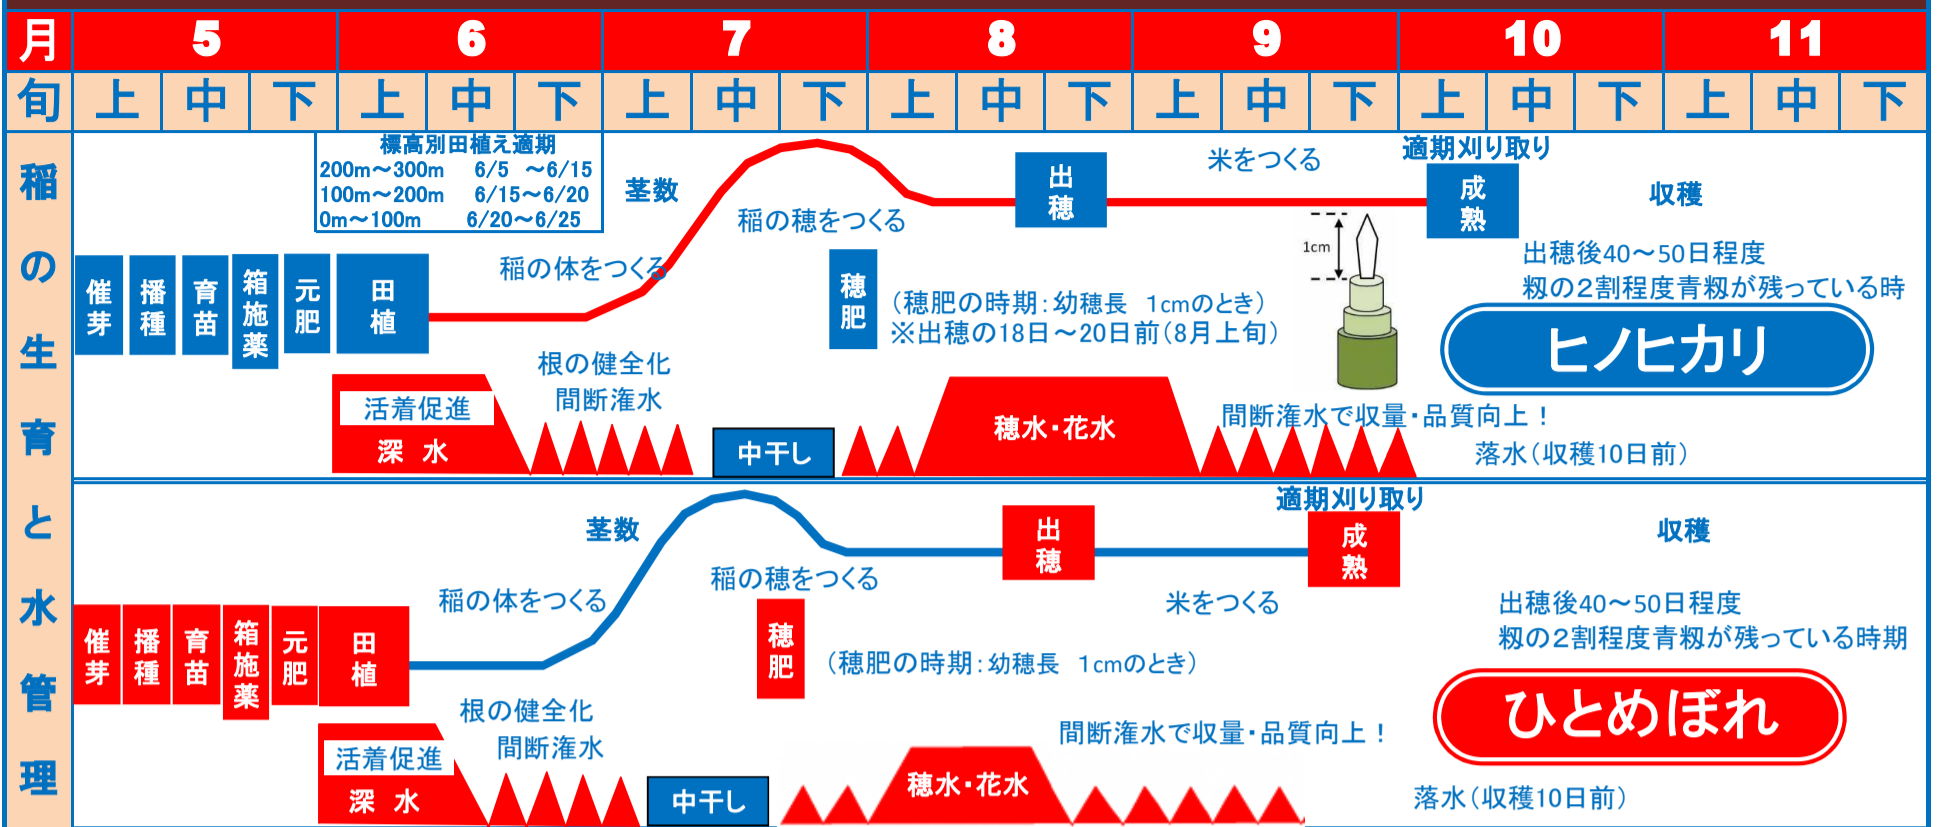 月 5 6 7 8 9 10 11
旬 上 中 下 上 中 下 上 中 下 上 中 下 上 中 下 上 中 下 上 中 下
稲の生育と水管理
標高別田植え適期
200m～300m 6/5 ～6/15
100m～200m 6/15～6/20
0m～100m 6/20～6/25
茎数
稲の体をつくる
稲の穂をつくる
出穂
米をつくる
適期刈り取り
成熟
収穫
出穂後40～50日程度
籾の２割程度青籾が残っている時
催芽
播種
育苗
箱施薬
元肥
田植
穂肥
（穂肥の時期：幼穂長 1cmのとき）
※出穂の18日～20日前（8月上旬）
1cm
ヒノヒカリ
根の健全化
間断潅水
活着促進
深 水
中干し
穂水・花水
間断潅水で収量・品質向上！
落水（収穫10日前）
茎数
稲の体をつくる
稲の穂をつくる
出穂
米をつくる
適期刈り取り
成熟
収穫
出穂後40～50日程度
籾の２割程度青籾が残っている時期
催芽
播種
育苗
箱施薬
元肥
田植
穂肥
（穂肥の時期：幼穂長 1cmのとき）
ひとめぼれ
根の健全化
間断潅水
活着促進
深 水
中干し
穂水・花水
間断潅水で収量・品質向上！
落水（収穫10日前）